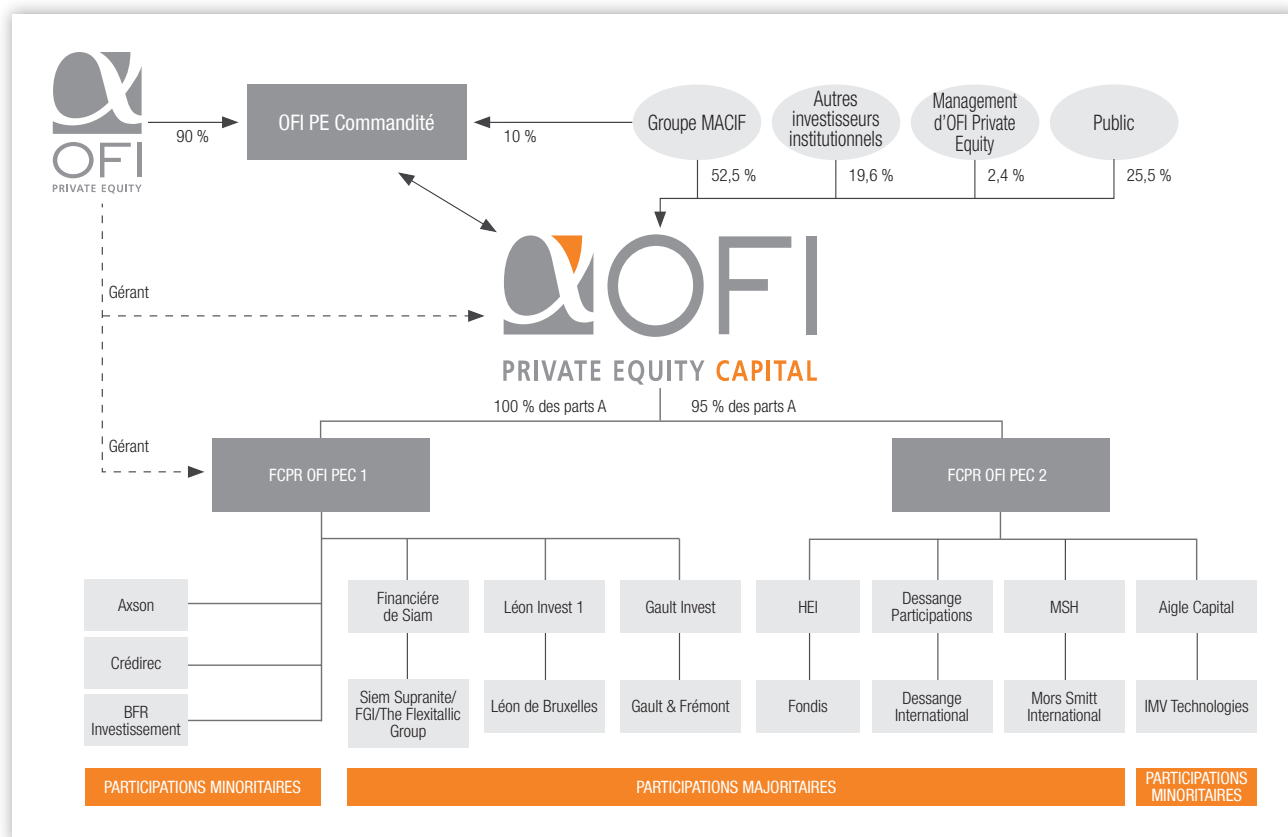 OFI
PRIVATE EQUITY
90 %
OFI PE Commandité
10 %
Groupe MACIF
Autres
investisseurs
institutionnels
Management
d'OFI Private
Equity
Public
52,5 %
19,6 %
2,4 %
25,5 %
Gérant
OFI
PRIVATE EQUITY CAPITAL
100 % des parts A
95 % des parts A
Gérant
FCPR OFI PEC 1
FCPR OFI PEC 2
Axson
Crédirec
BFR
Investissement
Financiére
de Siam
Léon Invest 1
Gault Invest
HEI
Dessange
Participations
MSH
Aigle Capital
Siem Supranite/
FGI/The Flexitallic
Group
Léon de Bruxelles
Gault & Frémont
Fondis
Dessange
International
Mors Smitt
International
IMV Technologies
PARTICIPATIONS MINORITAIRES
PARTICIPATIONS MAJORITAIRES
PARTICIPATIONS
MINORITAIRES